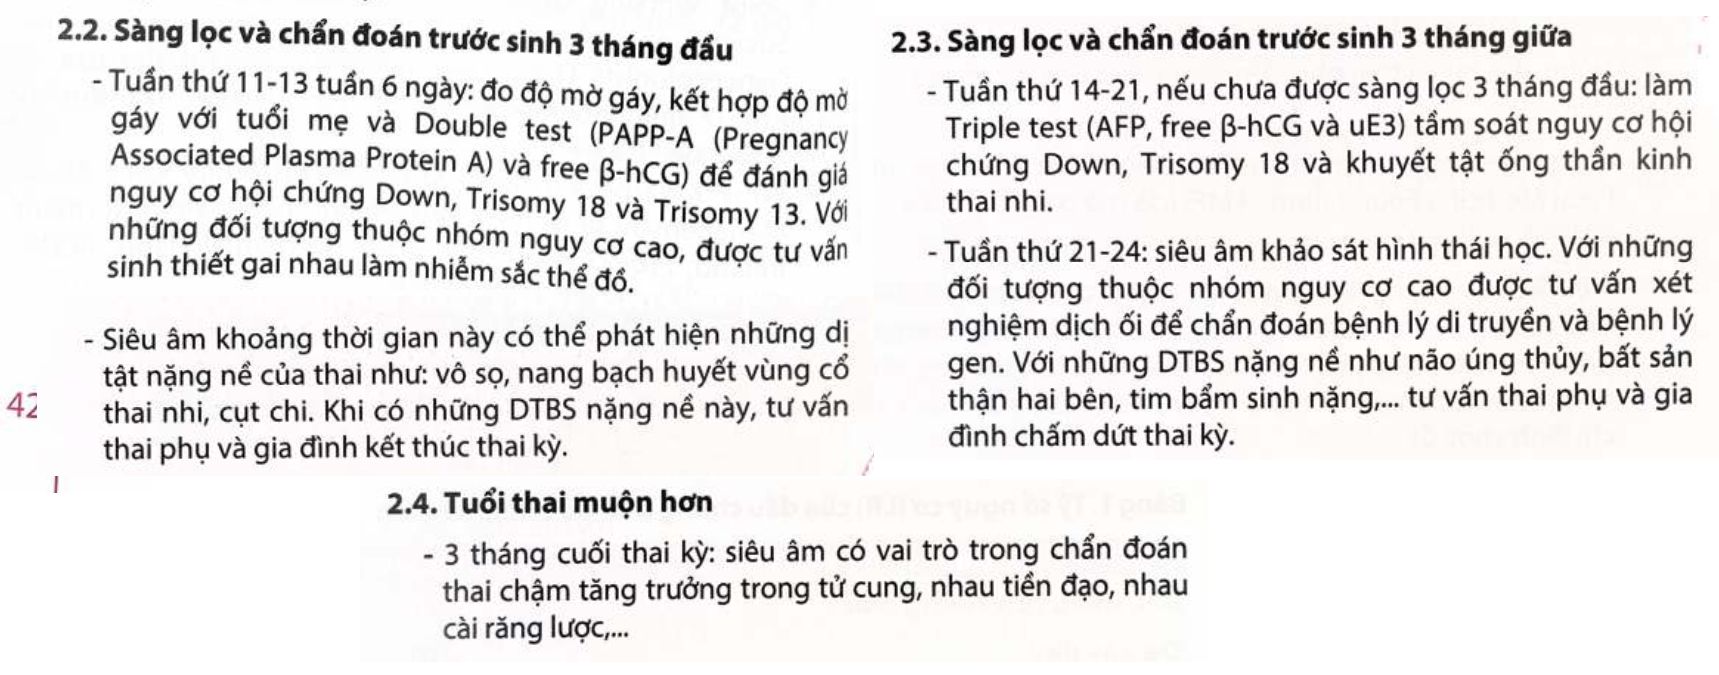 2.2. Sàng lọc và chẩn đoán trước sinh 3 tháng đầu
- Tuần thứ 11-13 tuần 6 ngày: đo độ mờ gáy, kết hợp độ mờ
gáy với tuổi mẹ và Double test (PAPP-A (Pregnancy
Associated Plasma Protein A) và free β-hCG) để đánh giá
nguy cơ hội chứng Down, Trisomy 18 và Trisomy 13. Với
những đối tượng thuộc nhóm nguy cơ cao, được tư vấn
sinh thiết gai nhau làm nhiễm sắc thể đồ.
- Siêu âm khoảng thời gian này có thể phát hiện những dị
tật nặng nề của thai như: vô sọ, nang bạch huyết vùng cổ
thai nhi, cụt chi. Khi có những DTBS nặng nề này, tư vấn
thai phụ và gia đình kết thúc thai kỳ.
42
2.3. Sàng lọc và chẩn đoán trước sinh 3 tháng giữa
- Tuần thứ 14-21, nếu chưa được sàng lọc 3 tháng đầu: làm
Triple test (AFP, free β-hCG và uE3) tầm soát nguy cơ hội
chứng Down, Trisomy 18 và khuyết tật ống thần kinh
thai nhi.
- Tuần thứ 21-24: siêu âm khảo sát hình thái học. Với những
đối tượng thuộc nhóm nguy cơ cao được tư vấn xét
nghiệm dịch ối để chẩn đoán bệnh lý di truyền và bệnh lý
gen. Với những DTBS nặng nề như não úng thủy, bất sản
thận hai bên, tim bẩm sinh nặng,... tư vấn thai phụ và gia
đình chấm dứt thai kỳ.
2.4. Tuổi thai muộn hơn
- 3 tháng cuối thai kỳ: siêu âm có vai trò trong chẩn đoán
thai chậm tăng trưởng trong tử cung, nhau tiền đạo, nhau
cài răng lược,...